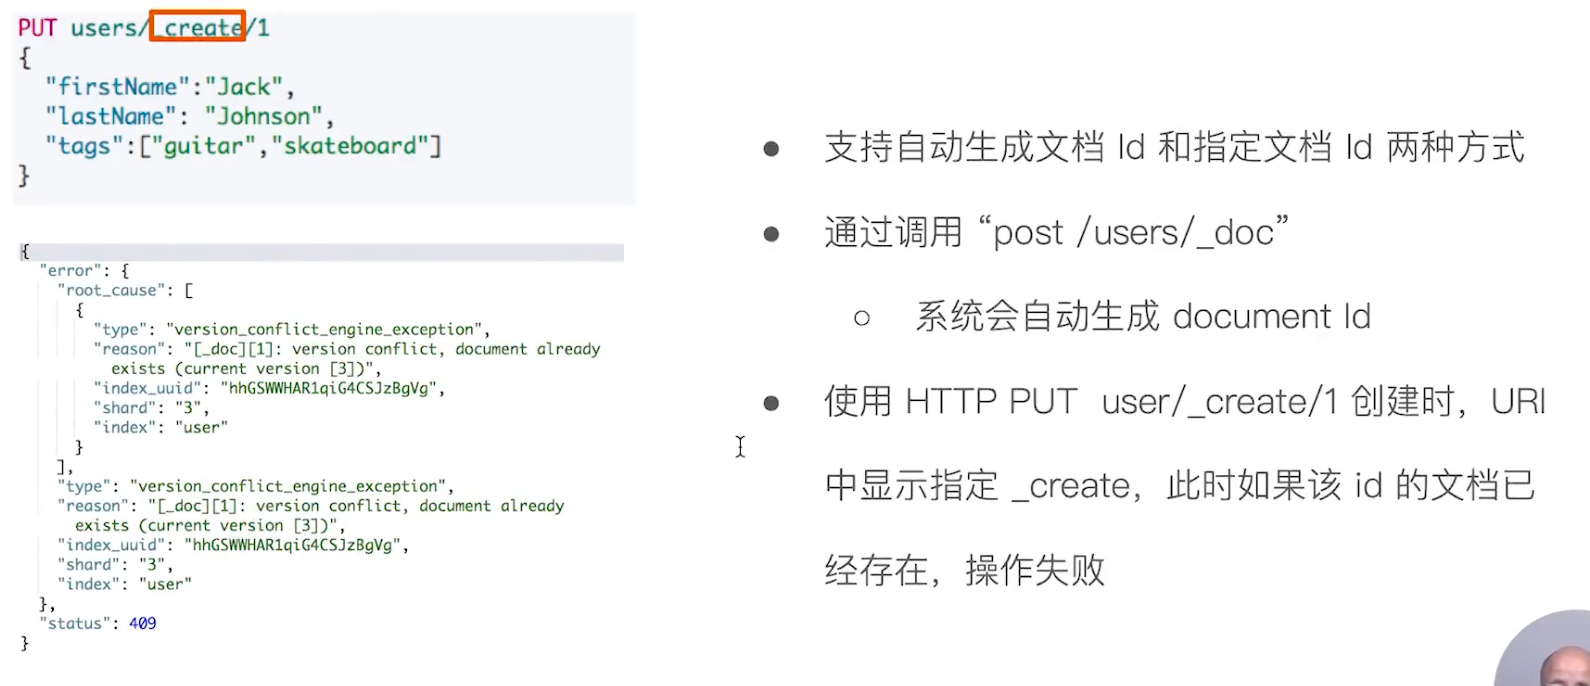 PUT users/_create/1
{
"firstName":"Jack",
"lastName": "Johnson",
"tags":["guitar","skateboard"]
}
{
"error": {
"root_cause": [
{
"type": "version_conflict_engine_exception",
"reason": "[_doc][1]: version conflict, document already
exists (current version [3])",
"index_uuid": "hhGSWWHAR1qiG4CSJzBgVg",
"shard": "3",
"index": "user"
}
],
"type": "version_conflict_engine_exception",
"reason": "[_doc][1]: version conflict, document already
exists (current version [3])",
"index_uuid": "hhGSWWHAR1qiG4CSJzBgVg",
"shard": "3",
"index": "user"
},
"status": 409
}
● 支持自动生成文档 Id 和指定文档 Id 两种方式
● 通过调用 “post /users/_doc”
○ 系统会自动生成 document Id
● 使用 HTTP PUT user/_create/1 创建时，URI
中显示指定 _create，此时如果该 id 的文档已
经存在，操作失败